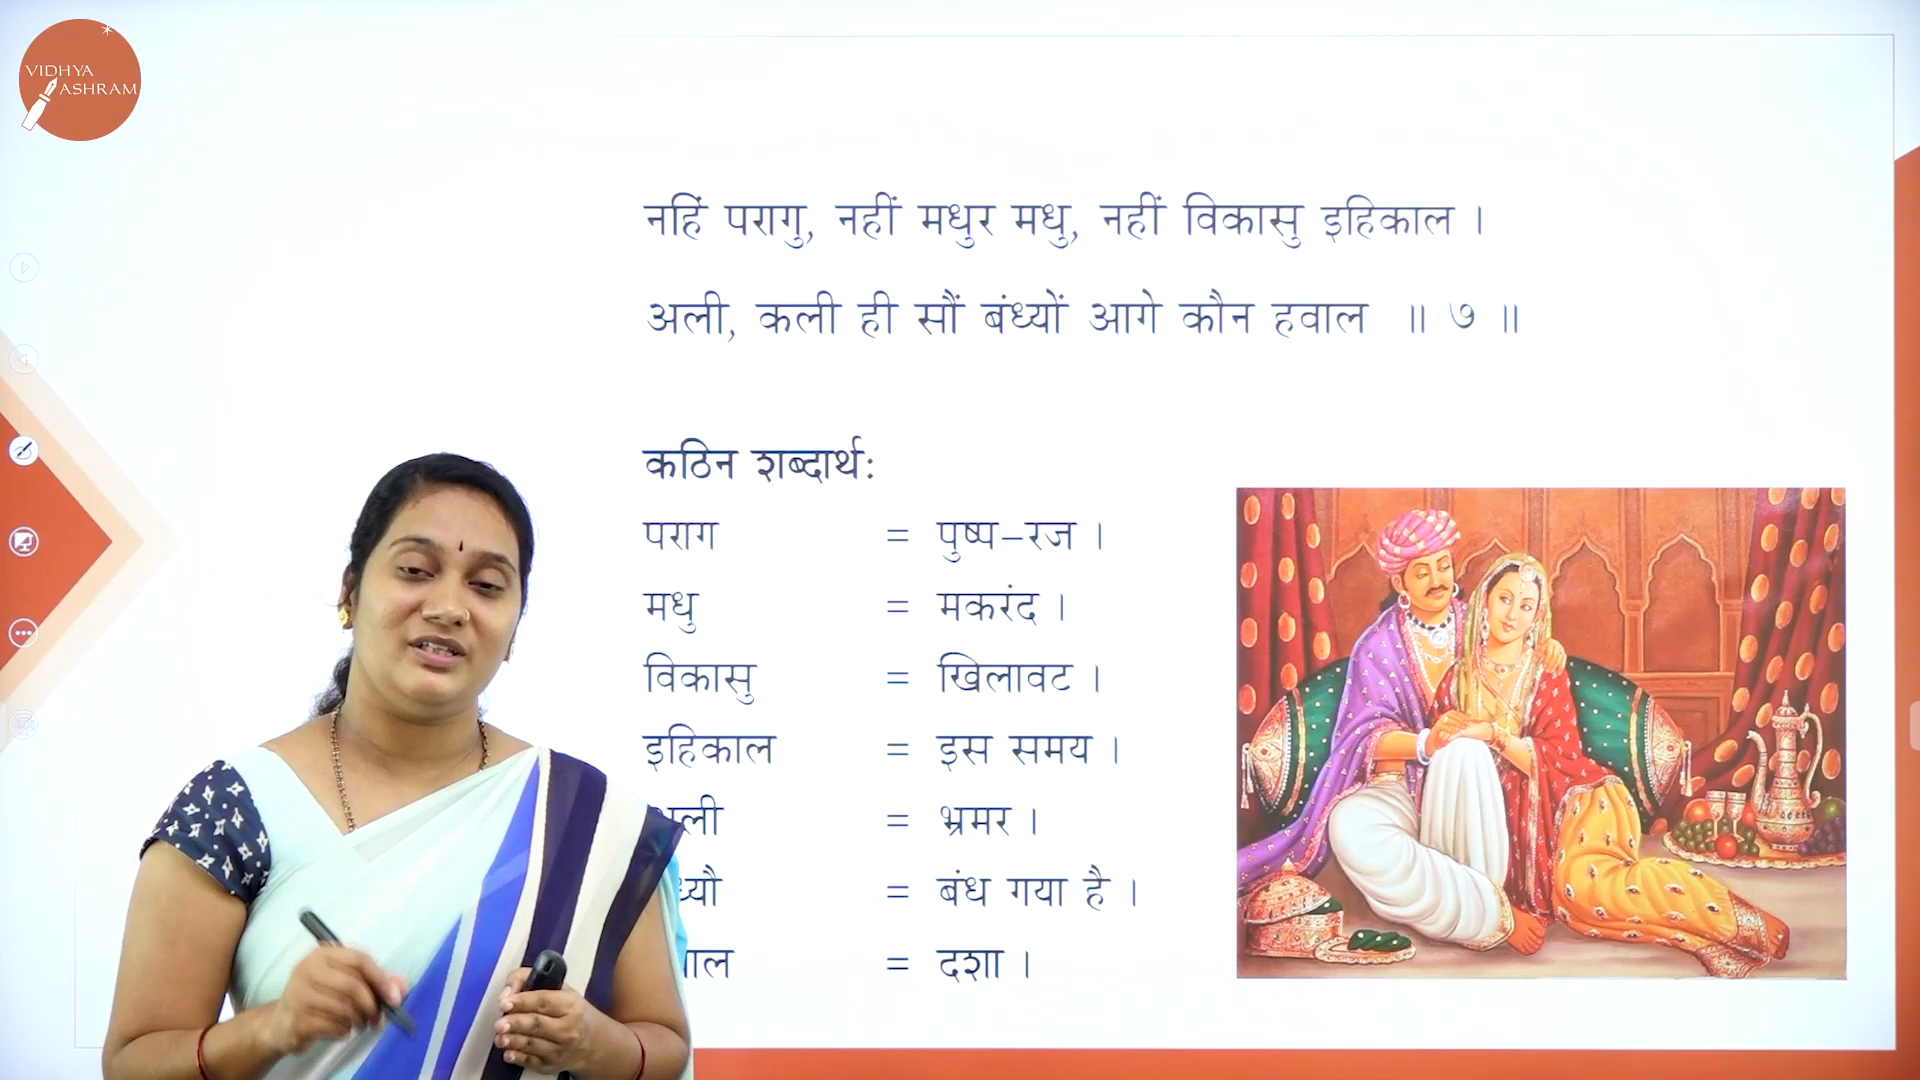 VIDHYA
ASHRAM
नहिं परागु, नहीं मधुर मधु, नहीं विकासु इहिकाल ।
अली, कली ही सौं बंध्यों आगे कौन हवाल ॥ ७ ॥
कठिन शब्दार्थ:
पराग = पुष्प-रज ।
मधु = मकरंद ।
विकासु = खिलावट ।
इहिकाल = इस समय ।
= भ्रमर ।
= बंध गया है ।
= दशा ।